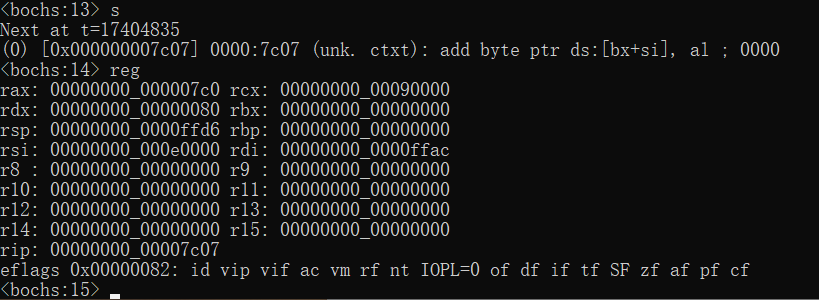 <bochs:13> s
Next at t=17404835
(0) [0x000000007c07] 0000:7c07 (unk. ctxt): add byte ptr ds:[bx+si], al ; 0000
<bochs:14> reg
rax: 00000000_000007c0 rcx: 00000000_00090000
rdx: 00000000_00000080 rbx: 00000000_00000000
rsp: 00000000_0000ffd6 rbp: 00000000_00000000
rsi: 00000000_000e0000 rdi: 00000000_0000ffac
r8 : 00000000_00000000 r9 : 00000000_00000000
r10: 00000000_00000000 r11: 00000000_00000000
r12: 00000000_00000000 r13: 00000000_00000000
r14: 00000000_00000000 r15: 00000000_00000000
rip: 00000000_00007c07
eflags 0x00000082: id vip vif ac vm rf nt IOPL=0 of df if tf SF zf af pf cf
<bochs:15>